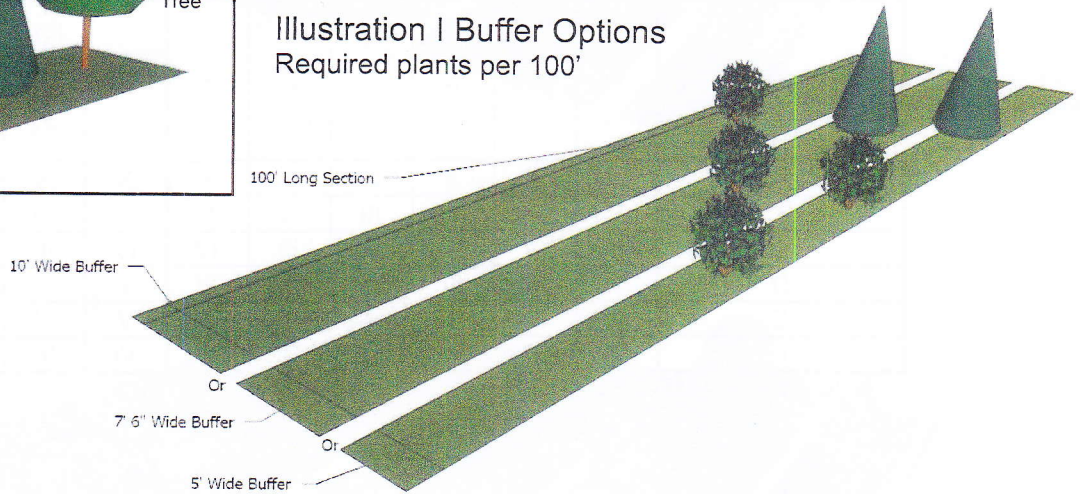 Tree
Illustration I Buffer Options
Required plants per 100'
100' Long Section
10' Wide Buffer
Or
7' 6" Wide Buffer
Or
5' Wide Buffer